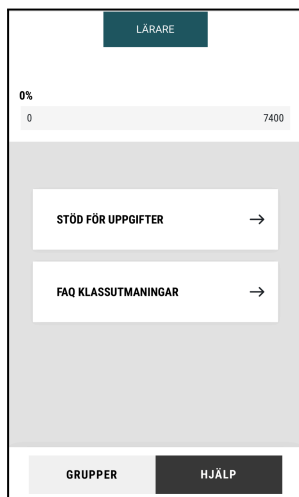 LÄRARE
0%
0 7400
STÖD FÖR UPPGIFTER
FAQ KLASSUTMANINGAR
GRUPPER HJÄLP